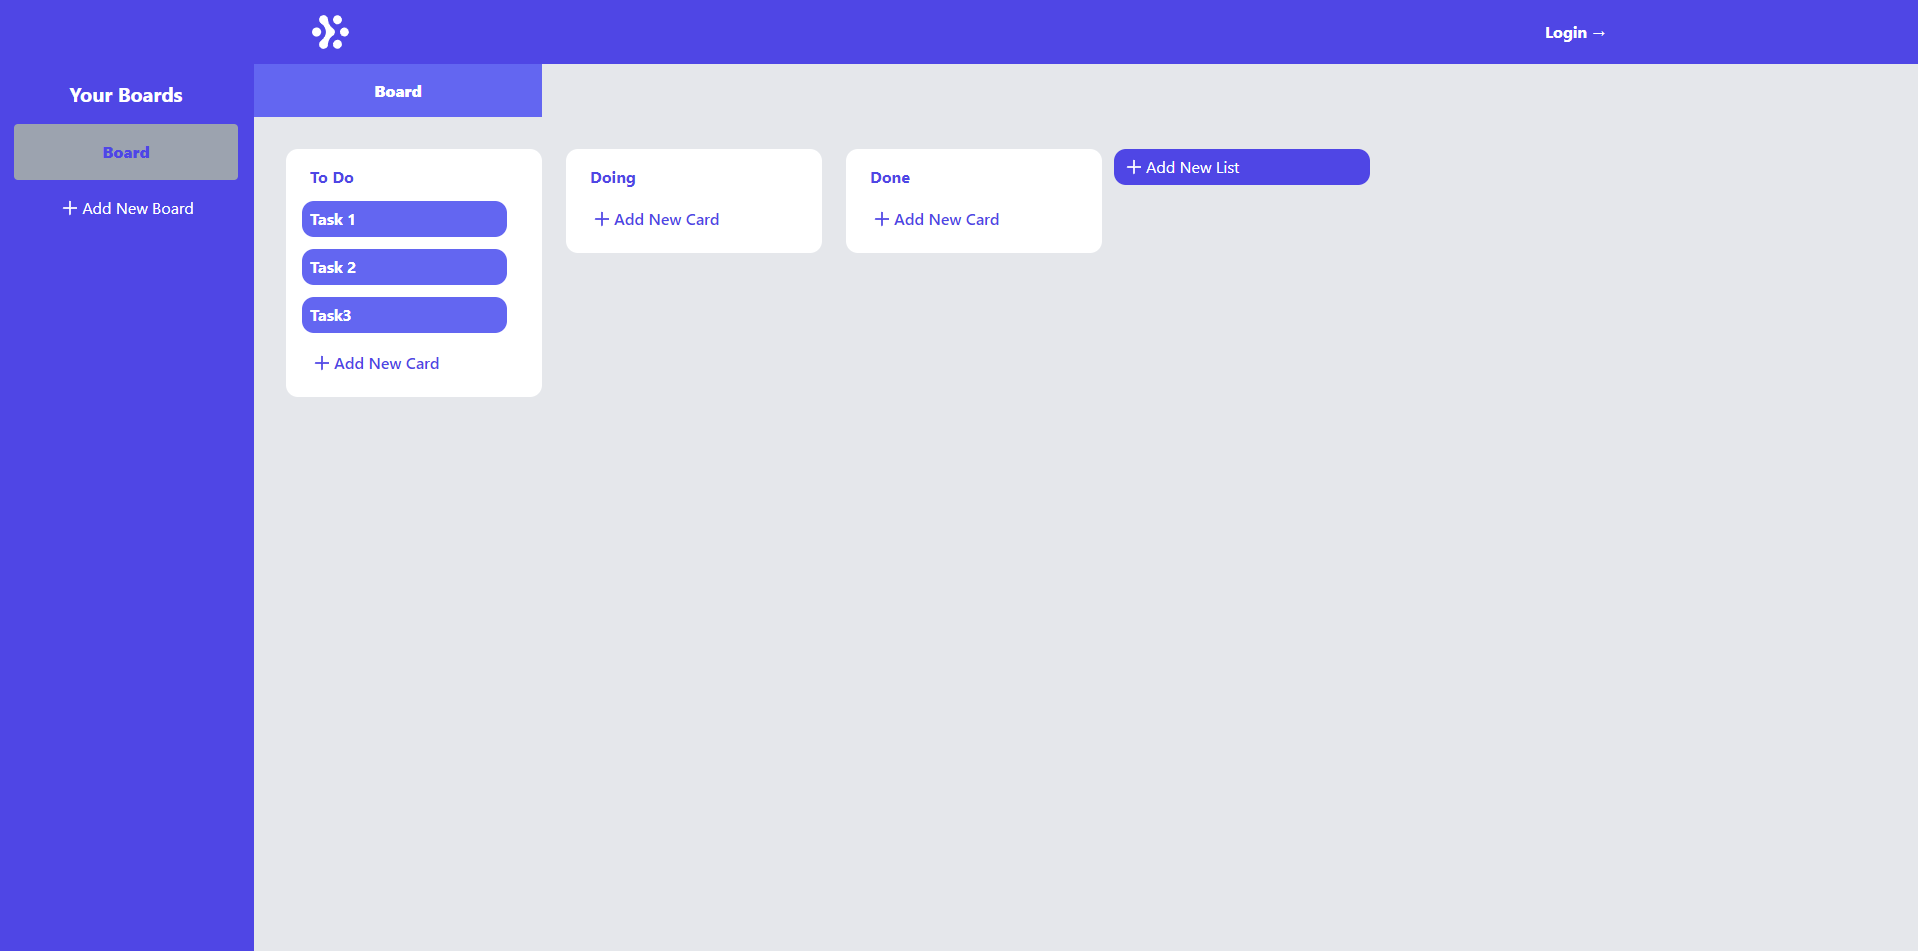 Login →
Your Boards
Board
Add New Board
Board
To Do
Task 1
Task 2
Task3
Add New Card
Doing
Add New Card
Done
Add New Card
Add New List